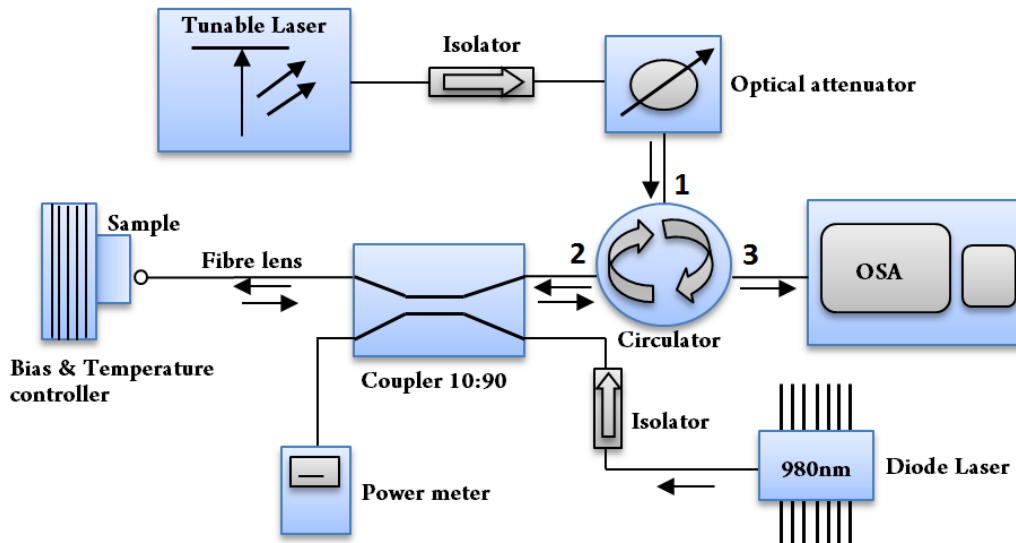 Tunable Laser
Isolator
Optical attenuator
1
Sample
Fibre lens
2
3
OSA
Circulator
Bias & Temperature
controller
Coupler 10:90
Isolator
980nm
Diode Laser
Power meter